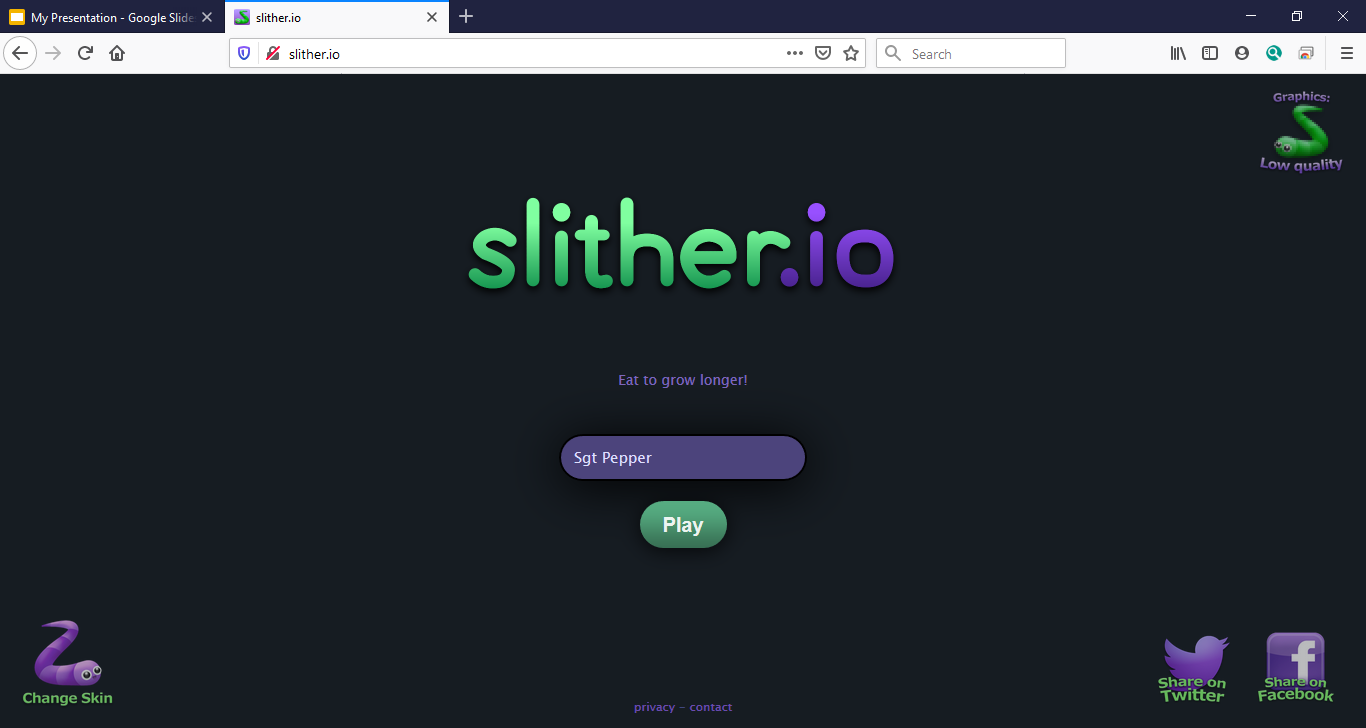 My Presentation - Google Slide
slither.io
slither.io
Search
Graphics:
Low quality
slither.io
Eat to grow longer!
Sgt Pepper
Play
Change Skin
Share on
Twitter
Share on
Facebook
privacy - contact